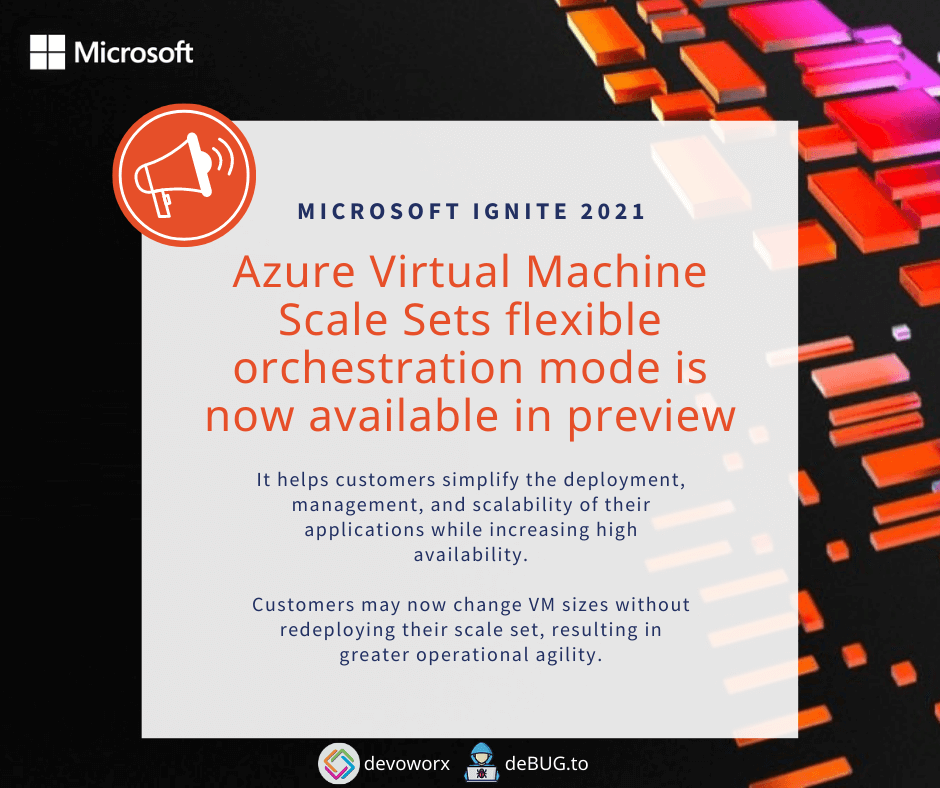 Microsoft
MICROSOFT IGNITE 2021
Azure Virtual Machine
Scale Sets flexible
orchestration mode is
now available in preview
It helps customers simplify the deployment,
management, and scalability of their
applications while increasing high
availability.
Customers may now change VM sizes without
redeploying their scale set, resulting in
greater operational agility.
devoworx deBUG.to